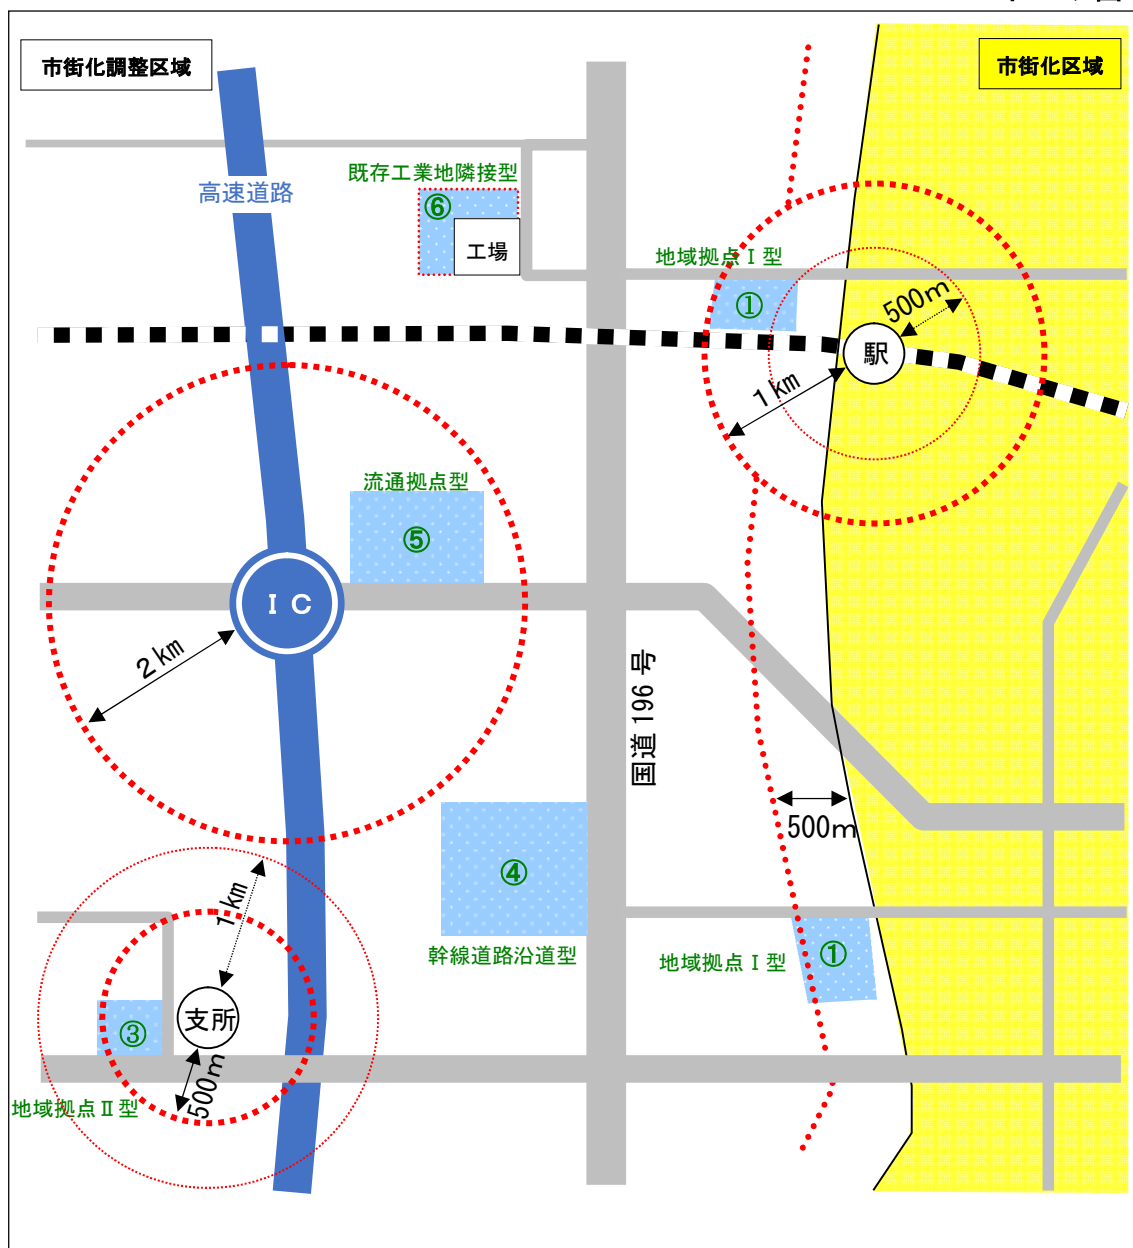 市街化調整区域
市街化区域
既存工業地隣接型
高速道路
⑥
工場
地域拠点Ⅰ型
①
500ｍ
駅
1㎞
流通拠点型
⑤
ＩＣ
2㎞
国道196号
500ｍ
④
1㎞
幹線道路沿道型
地域拠点Ⅰ型
①
支所
③
500ｍ
地域拠点Ⅱ型